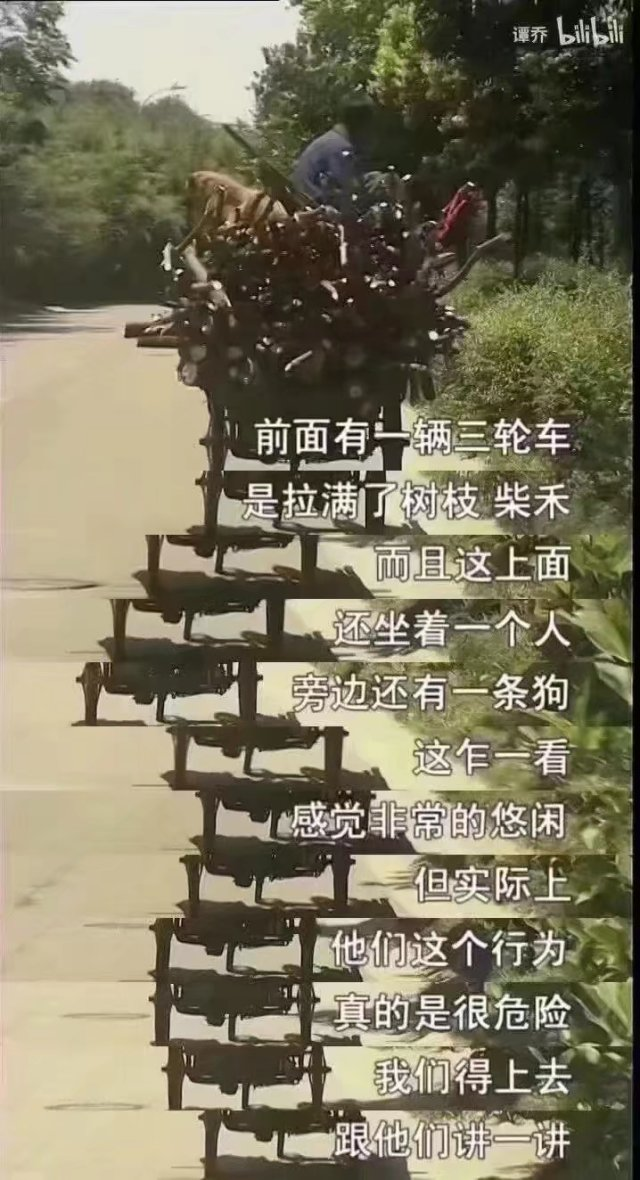 谭乔 bilibili
前面有一辆三轮车
是拉满了树枝 柴禾
而且这上面
还坐着一个人
旁边还有一条狗
这乍一看
感觉非常的悠闲
但实际上
他们这个行为
真的是很危险
我们得上去
跟他们讲一讲